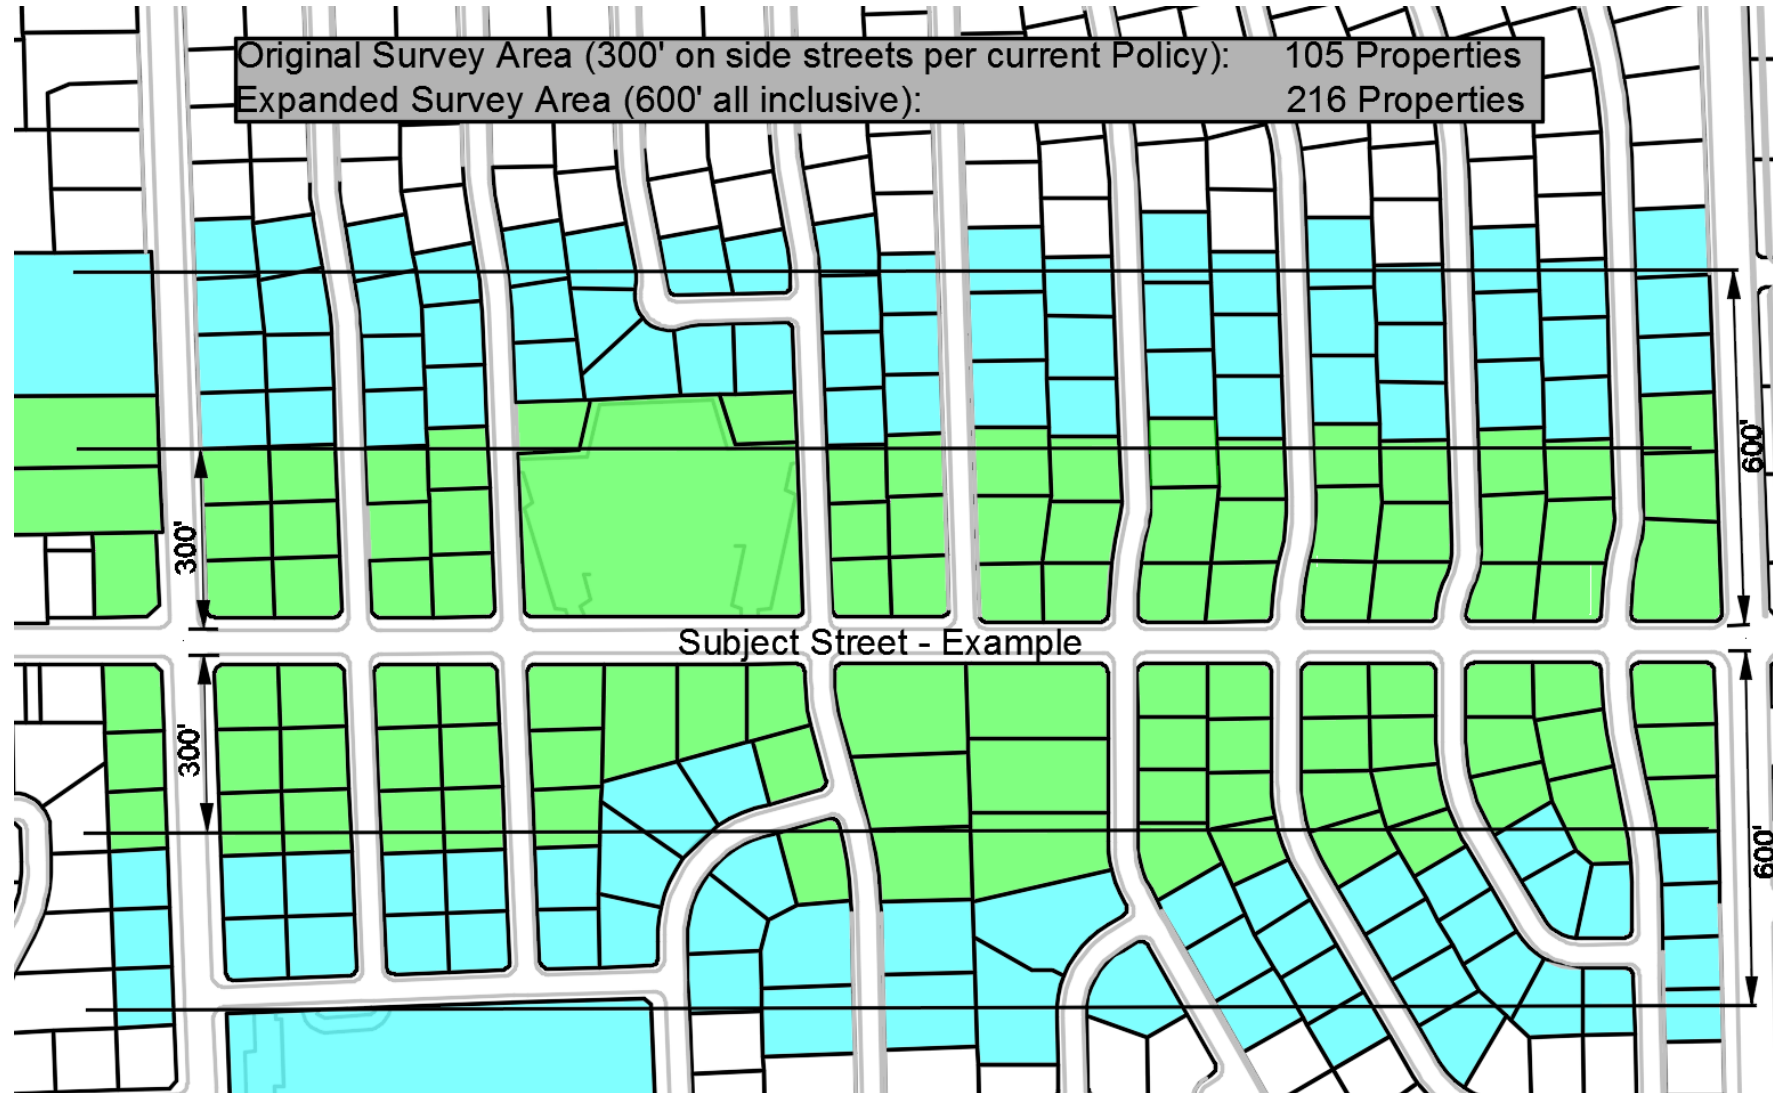 Original Survey Area (300' on side streets per current Policy): 105 Properties
Expanded Survey Area (600' all inclusive): 216 Properties
600'
300'
Subject Street - Example
300'
600'